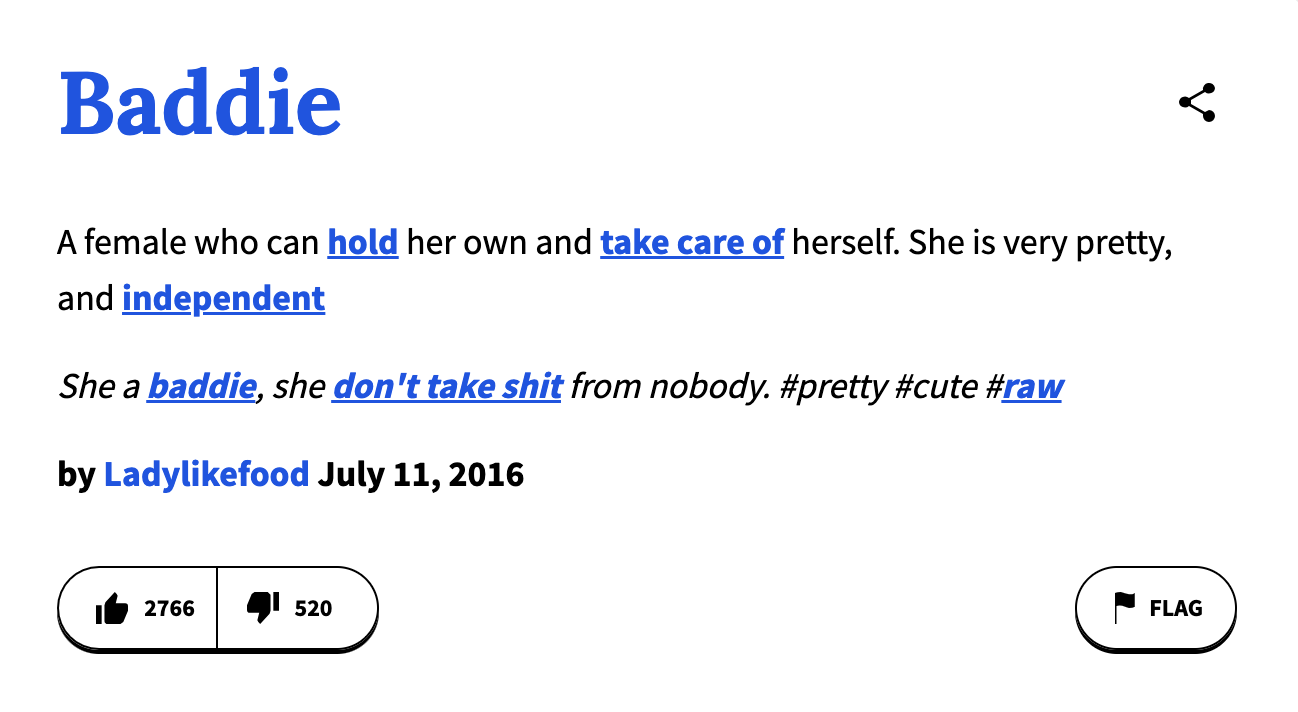 Baddie
A female who can hold her own and take care of herself. She is very pretty,
and independent
She a baddie, she don't take shit from nobody. #pretty #cute #raw
by Ladylikefood July 11, 2016
2766 520 FLAG